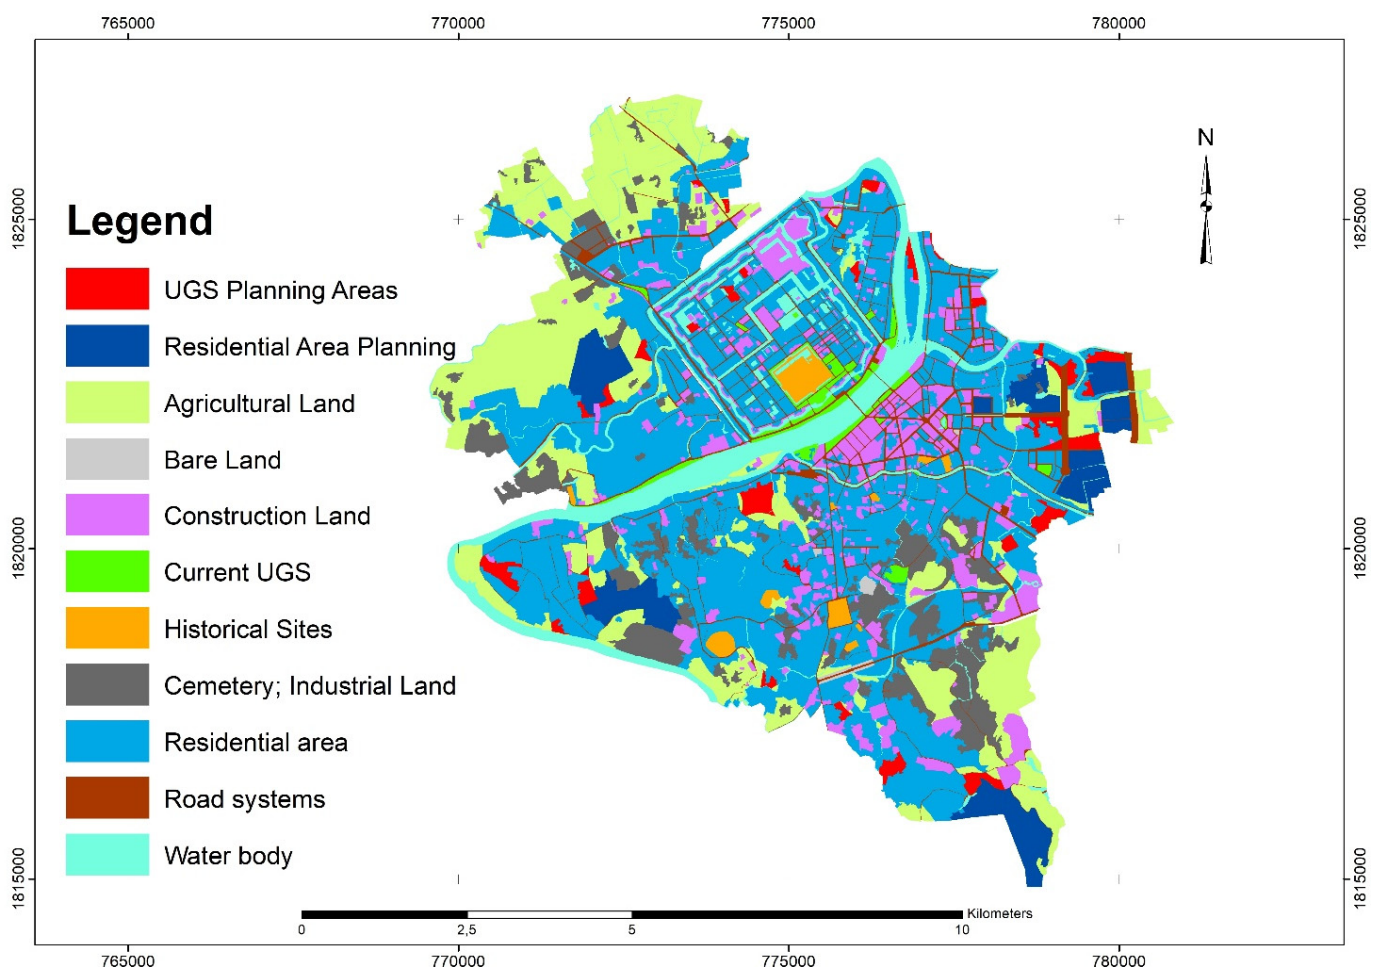 765000 770000 775000 780000
N
1825000 1825000
Legend
UGS Planning Areas
Residential Area Planning
Agricultural Land
Bare Land
Construction Land
1820000 1820000
Current UGS
Historical Sites
Cemetery; Industrial Land
Residential area
Road systems
Water body
1815000 1815000
Kilometers
0 2,5 5 10
765000 770000 775000 780000